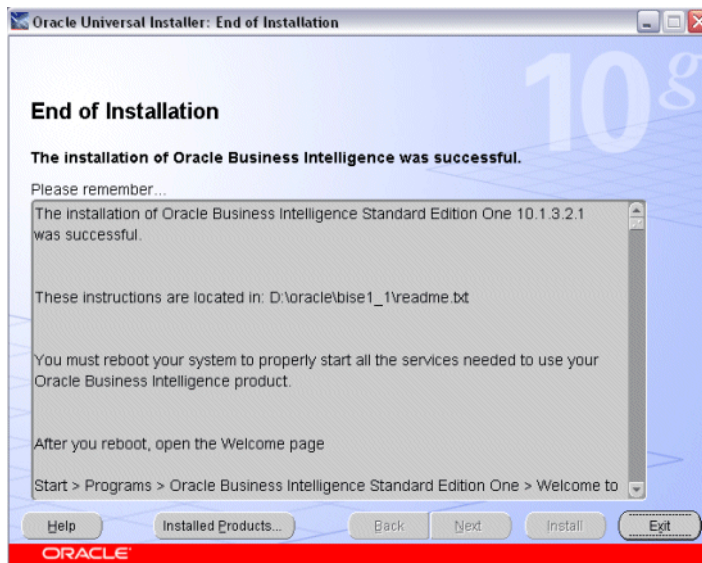 Oracle Universal Installer: End of Installation
10g
End of Installation
The installation of Oracle Business Intelligence was successful.
Please remember...
The installation of Oracle Business Intelligence Standard Edition One 10.1.3.2.1
was successful.
These instructions are located in: D:\oracle\bise1_1\readme.txt
You must reboot your system to properly start all the services needed to use your
Oracle Business Intelligence product.
After you reboot, open the Welcome page
Start > Programs > Oracle Business Intelligence Standard Edition One > Welcome to
Help
Installed Products...
Back
Next
Install
Exit
ORACLE